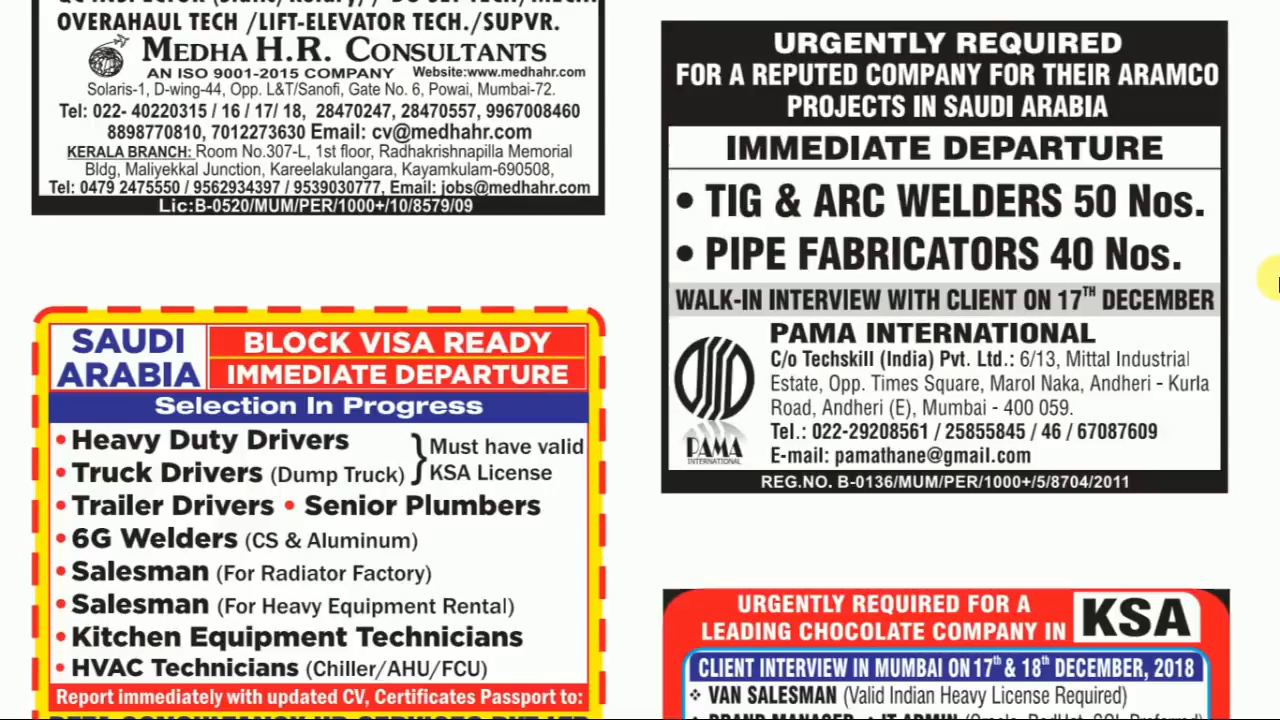 OVERAHAUL TECH /LIFT-ELEVATOR TECH./SUPVR.
MEDHA H.R. CONSULTANTS
AN ISO 9001-2015 COMPANY Website:www.medhahr.com
Solaris-1, D-wing-44, Opp. L&T/Sanofi, Gate No. 6, Powai, Mumbai-72.
Tel: 022- 40220315 / 16 / 17/ 18, 28470247, 28470557, 9967008460
8898770810, 7012273630 Email: cv@medhahr.com
KERALA BRANCH: Room No.307-L, 1st floor, Radhakrishnapilla Memorial
Bldg, Maliyekkal Junction, Kareelakulangara, Kayamkulam-690508,
Tel: 0479 2475550 / 9562934397 / 9539030777, Email: jobs@medhahr.com
Lic:B-0520/MUM/PER/1000+/10/8579/09
SAUDI ARABIA
BLOCK VISA READY
IMMEDIATE DEPARTURE
Selection In Progress
• Heavy Duty Drivers
• Truck Drivers (Dump Truck)
} Must have valid
KSA License
• Trailer Drivers • Senior Plumbers
• 6G Welders (CS & Aluminum)
• Salesman (For Radiator Factory)
• Salesman (For Heavy Equipment Rental)
• Kitchen Equipment Technicians
• HVAC Technicians (Chiller/AHU/FCU)
Report immediately with updated CV, Certificates Passport to:
URGENTLY REQUIRED
FOR A REPUTED COMPANY FOR THEIR ARAMCO
PROJECTS IN SAUDI ARABIA
IMMEDIATE DEPARTURE
• TIG & ARC WELDERS 50 Nos.
• PIPE FABRICATORS 40 Nos.
WALK-IN INTERVIEW WITH CLIENT ON 17TH DECEMBER
PAMA INTERNATIONAL
C/o Techskill (India) Pvt. Ltd.: 6/13, Mittal Industrial
Estate, Opp. Times Square, Marol Naka, Andheri - Kurla
Road, Andheri (E), Mumbai - 400 059.
Tel.: 022-29208561 / 25855845 / 46 / 67087609
E-mail: pamathane@gmail.com
PAMA
INTERNATIONAL
REG.NO. B-0136/MUM/PER/1000+/5/8704/2011
URGENTLY REQUIRED FOR A
LEADING CHOCOLATE COMPANY IN KSA
CLIENT INTERVIEW IN MUMBAI ON 17th & 18th DECEMBER, 2018
❖ VAN SALESMAN (Valid Indian Heavy License Required)